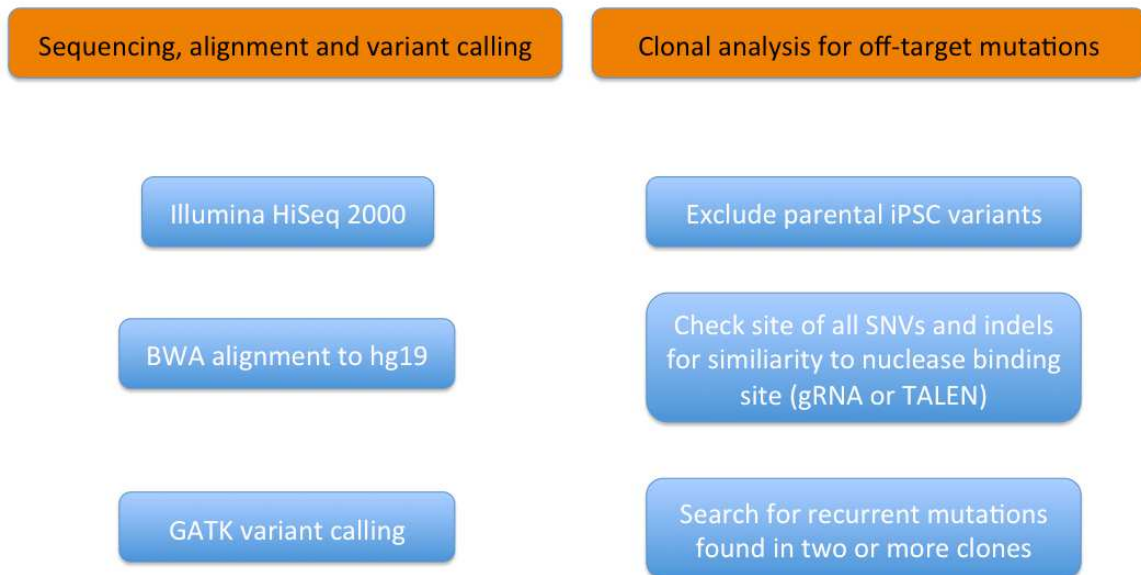 Sequencing, alignment and variant calling
Illumina HiSeq 2000
BWA alignment to hg19
GATK variant calling
Clonal analysis for off-target mutations
Exclude parental iPSC variants
Check site of all SNVs and indels
for similiarity to nuclease binding
site (gRNA or TALEN)
Search for recurrent mutations
found in two or more clones